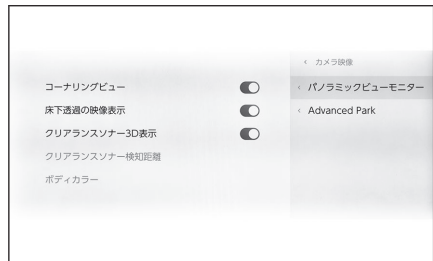 カメラ映像
コーナリングビュー
パノラミックビューモニター
床下透過の映像表示
Advanced Park
クリアランスソナー3D表示
クリアランスソナー検知距離
ボディカラー